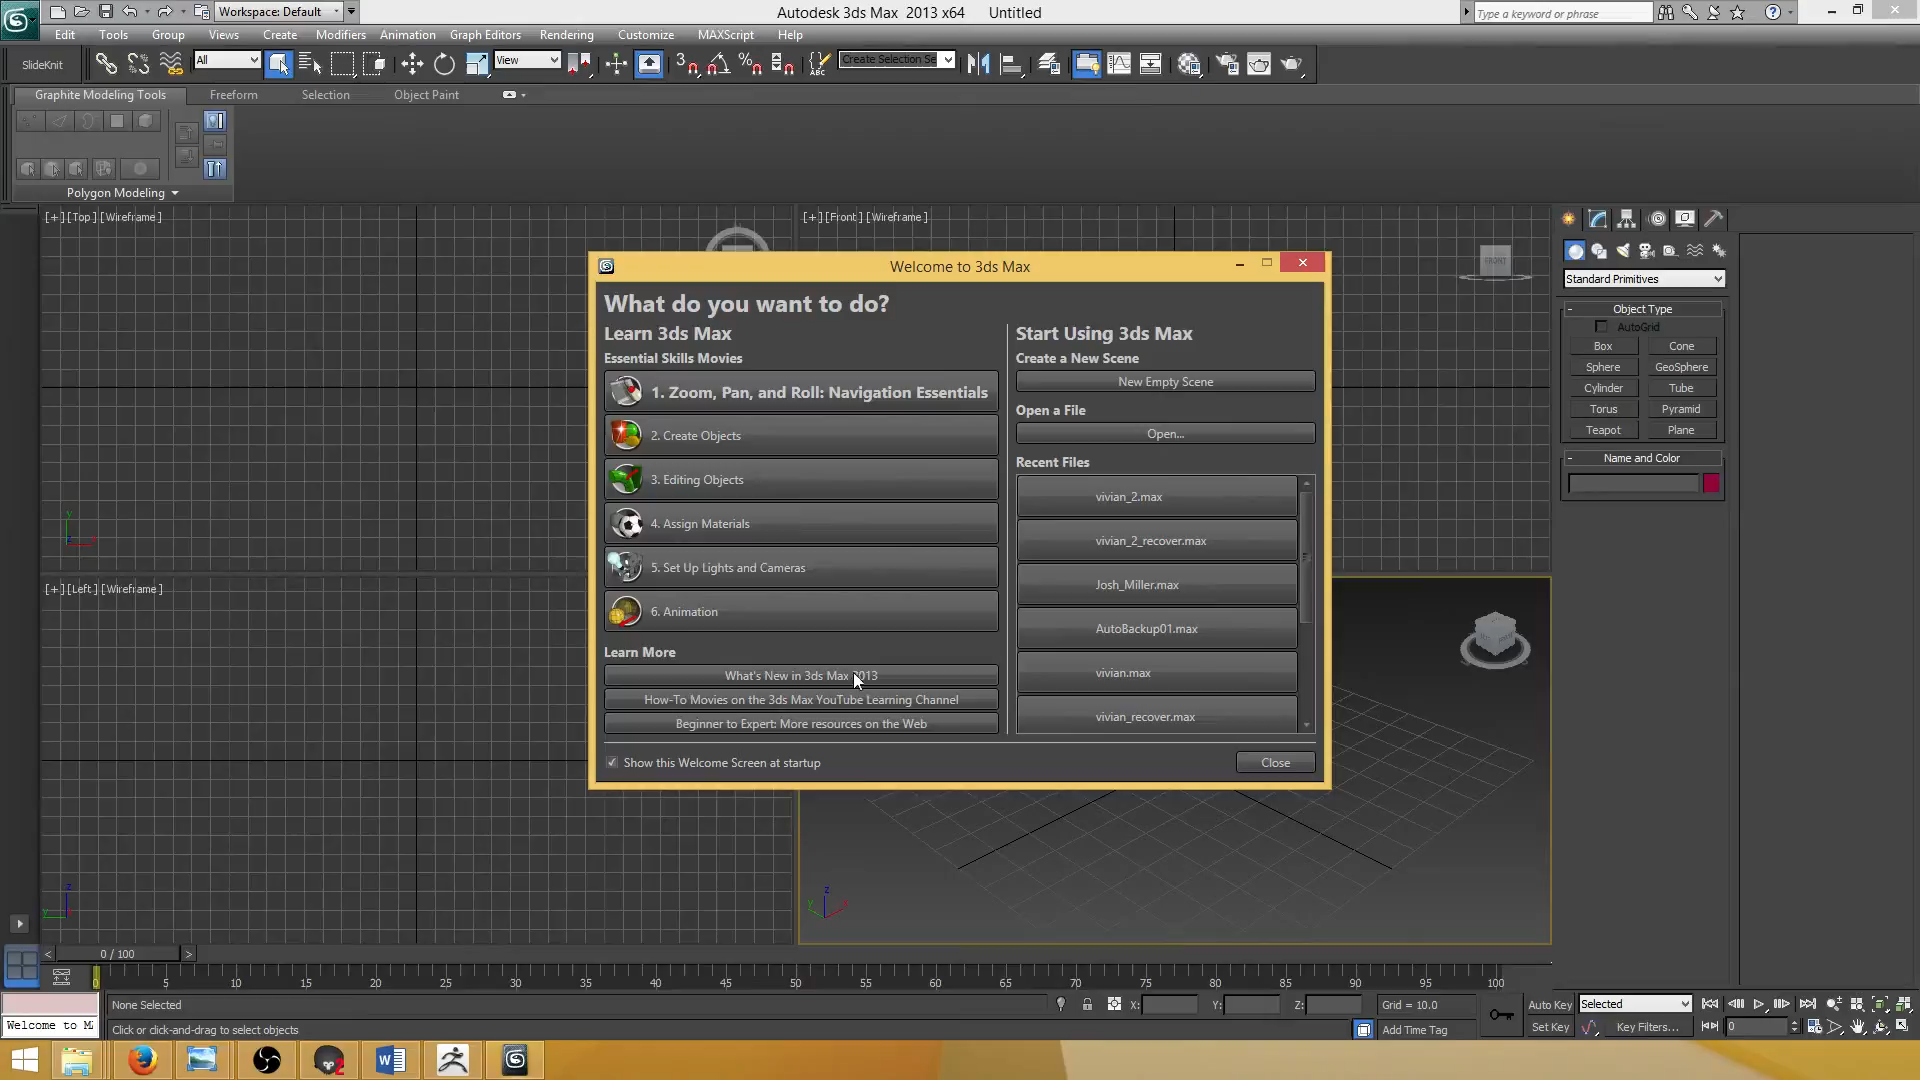 Workspace: Default
Autodesk 3ds Max 2013 x64 Untitled
Type a keyword or phrase
Edit Tools Group Views Create Modifiers Animation Graph Editors Rendering Customize MAXScript Help
SlideKnit
All
View
3
%
ABC
Create Selection Se
Graphite Modeling Tools Freeform Selection Object Paint
Polygon Modeling
[+] [Top] [Wireframe]
[+] [Front] [Wireframe]
FRONT
Welcome to 3ds Max
What do you want to do?
Learn 3ds Max
Essential Skills Movies
1. Zoom, Pan, and Roll: Navigation Essentials
2. Create Objects
3. Editing Objects
4. Assign Materials
5. Set Up Lights and Cameras
6. Animation
Learn More
What's New in 3ds Max 2013
How-To Movies on the 3ds Max YouTube Learning Channel
Beginner to Expert: More resources on the Web
Show this Welcome Screen at startup
Start Using 3ds Max
Create a New Scene
New Empty Scene
Open a File
Open...
Recent Files
vivian_2.max
vivian_2_recover.max
Josh_Miller.max
AutoBackup01.max
vivian.max
vivian_recover.max
Close
Standard Primitives
- Object Type
AutoGrid
Box Cone
Sphere GeoSphere
Cylinder Tube
Torus Pyramid
Teapot Plane
- Name and Color
[+] [Left] [Wireframe]
y
z
y
z
y
< 0 / 100 >
0 5 10 15 20 25 30 35 40 45 50 55 60 65 70 75 80 85 90 95 100
None Selected
X: Y: Z: Grid = 10.0
Auto Key Selected
Welcome to M
Click or click-and-drag to select objects
Add Time Tag
Set Key Key Filters... 0